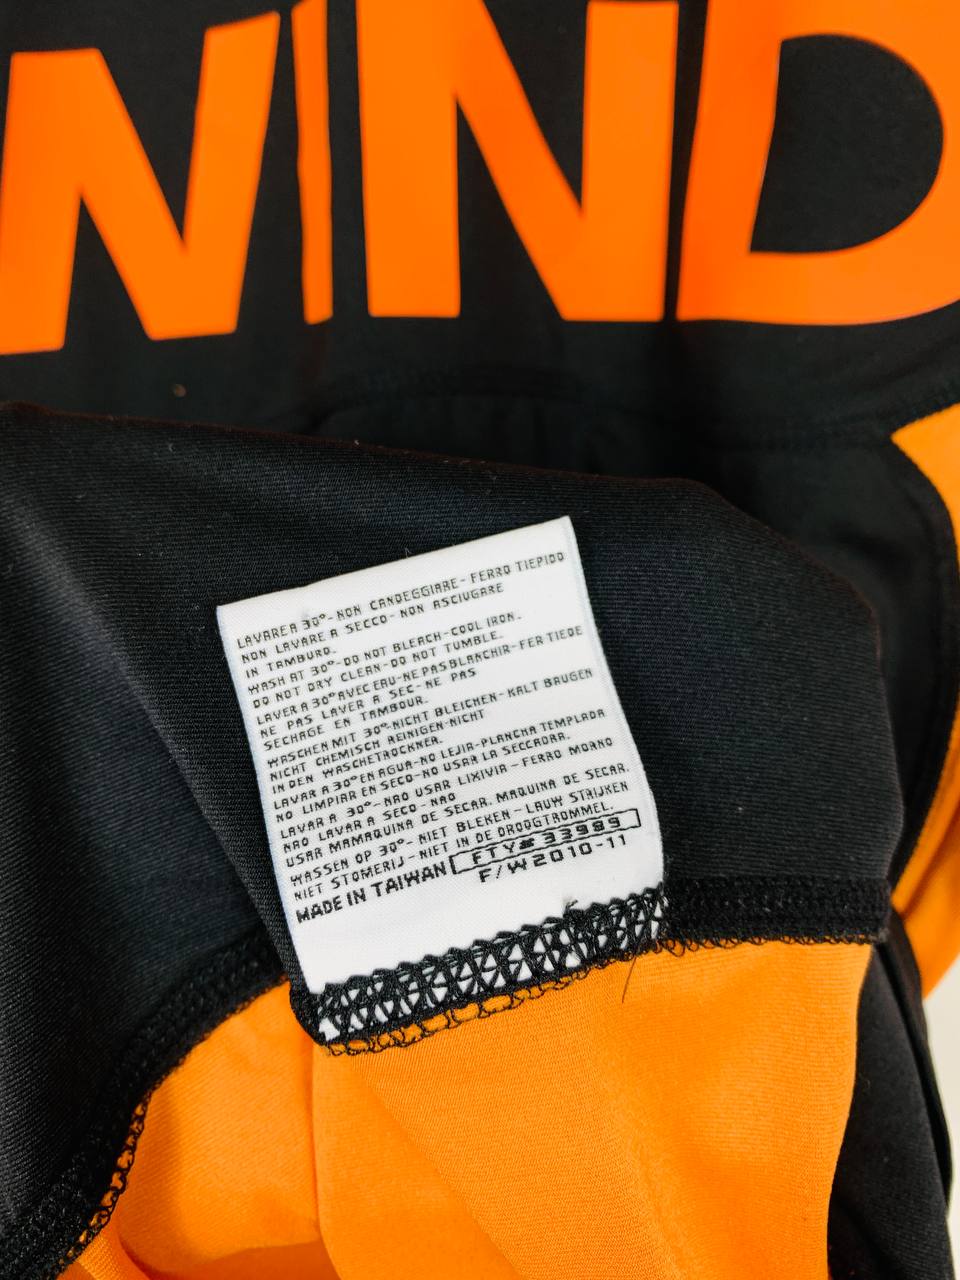 WIND
LAVARE A 30°-NON CANDEGGIARE-FERRO TIEPIDO
NON LAVARE A SECCO-NON ASCIUGARE
IN TAMBURO.
WASH AT 30°-DO NOT BLEACH-COOL IRON.
DO NOT DRY CLEAN-DO NOT TUMBLE.
LAVER A 30°AVEC EAU-NE PAS BLANCHIR-FER TIEDE
NE PAS LAVER A SEC-NE PAS
SECHAGE EN TAMBOUR.
WASCHEN MIT 30°-NICHT BLEICHEN-KALT BRUGEN
NICHT CHEMISCH REINIGEN-NICHT
IN DEN WASCHETROCKNER.
LAVAR A 30°EN AGUA-NO LEJIA-PLANCHA TEMPLADA
NO LIMPIAR EN SECO-NO USAR LA SECCAORA.
LAVAR A 30°-NAO USAR LIXIVIA-FERRO MORNO
NAO LAVAR A SECO-NAO
USAR MAMAQUINA DE SECAR. MAQUINA DE SECAR.
WASSEN OP 30°-NIET BLEKEN-LAUW STRIJKEN
NIET STOMERIJ-NIET IN DE DROOGTROMMEL.
MADE IN TAIWAN FTY# 33989
F/W2010-11